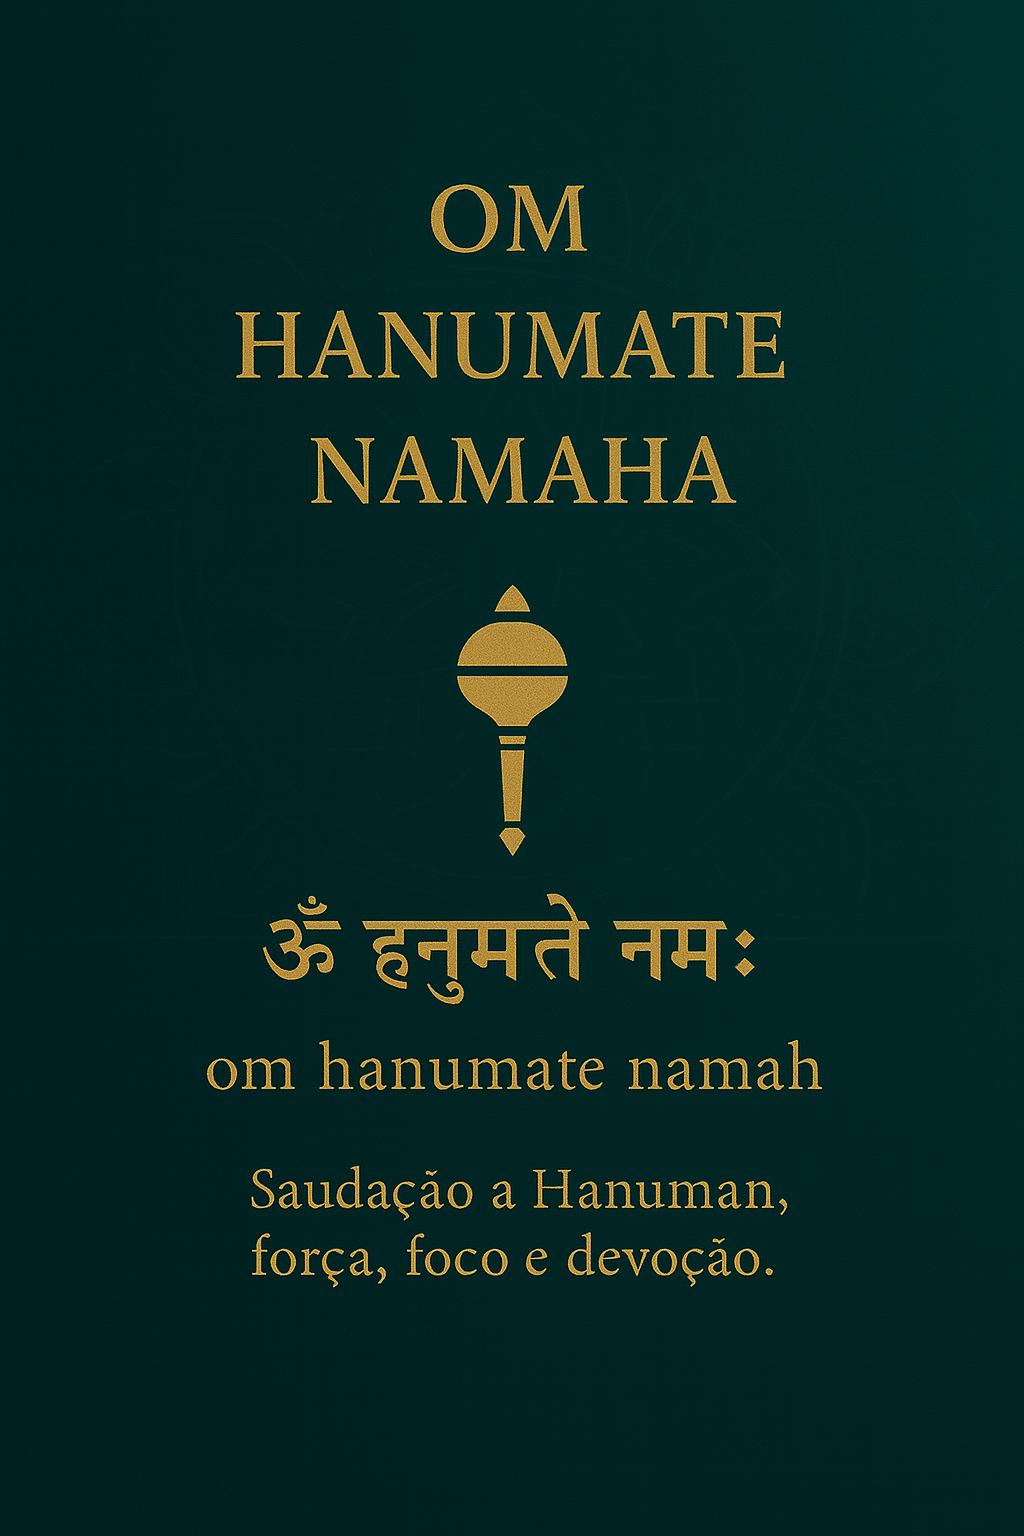 OM
HANUMATE
NAMAHA
ॐ हनुमते नमः
om hanumate namah
Saudação a Hanuman,
força, foco e devoção.